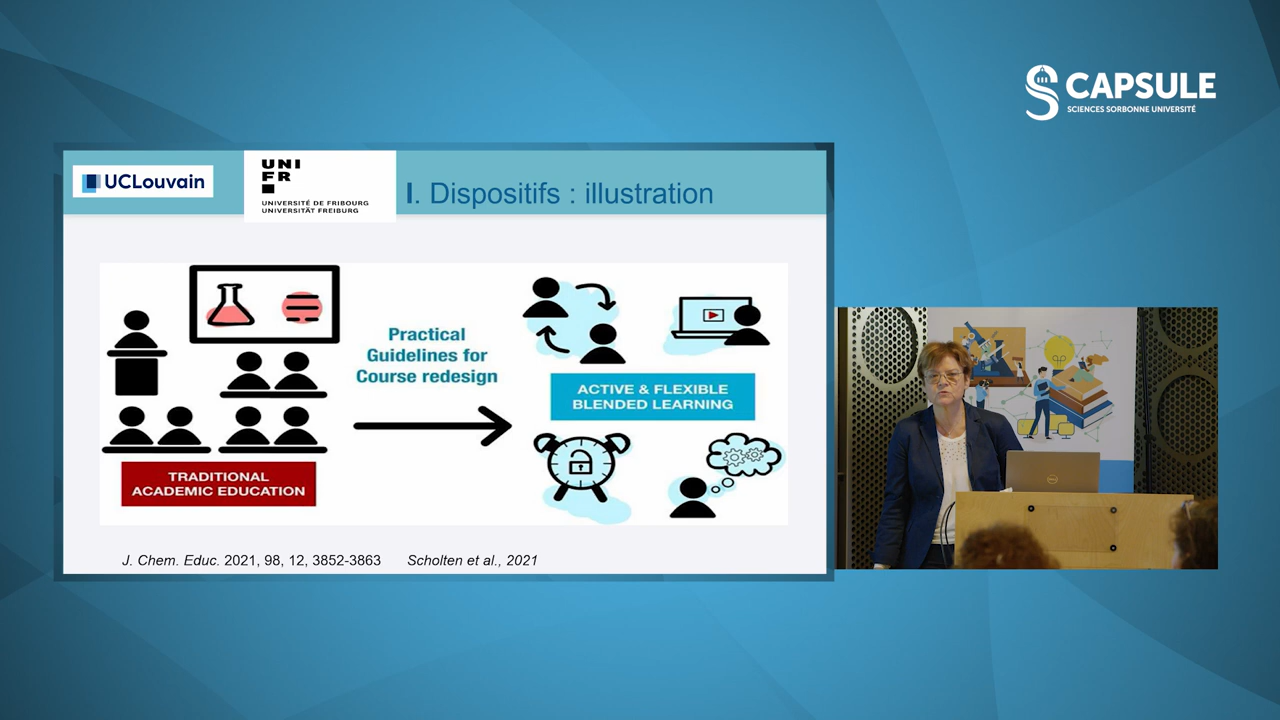 CAPSULE
SCIENCES SORBONNE UNIVERSITÉ
UCLouvain
UNI
FR
UNIVERSITÉ DE FRIBOURG
UNIVERSITÄT FREIBURG
I. Dispositifs : illustration
Practical
Guidelines for
Course redesign
TRADITIONAL
ACADEMIC EDUCATION
ACTIVE & FLEXIBLE
BLENDED LEARNING
J. Chem. Educ. 2021, 98, 12, 3852-3863 Scholten et al., 2021
DELL